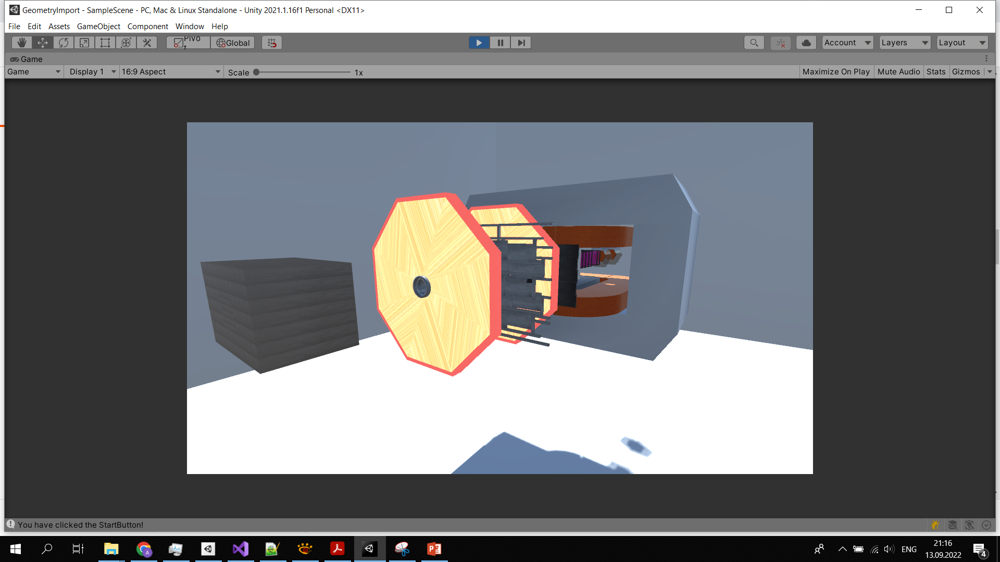 GeometryImport - SampleScene - PC, Mac & Linux Standalone - Unity 2021.1.16f1 Personal <DX11>
File Edit Assets GameObject Component Window Help
Pivot Global Account Layers Layout
Game
Game Display 1 16:9 Aspect Scale 1x Maximize On Play Mute Audio Stats Gizmos
You have clicked the StartButton!
ENG
21:16
13.09.2022
4